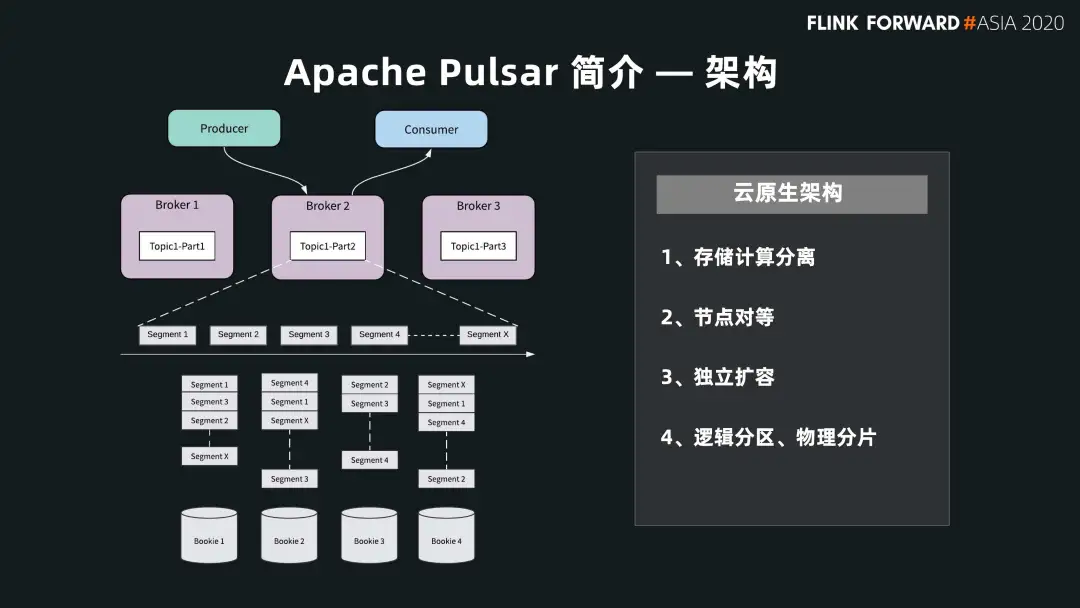 FLINK FORWARD #ASIA 2020
Apache Pulsar 简介 — 架构
Producer
Consumer
Broker 1
Broker 2
Broker 3
Topic1-Part1
Topic1-Part2
Topic1-Part3
Segment 1
Segment 2
Segment 3
Segment 4
Segment X
Segment 1
Segment 3
Segment 2
Segment X
Segment 4
Segment 1
Segment X
Segment 3
Segment 2
Segment 3
Segment 4
Segment X
Segment 1
Segment 4
Segment 2
Bookie 1
Bookie 2
Bookie 3
Bookie 4
云原生架构
1、存储计算分离
2、节点对等
3、独立扩容
4、逻辑分区、物理分片